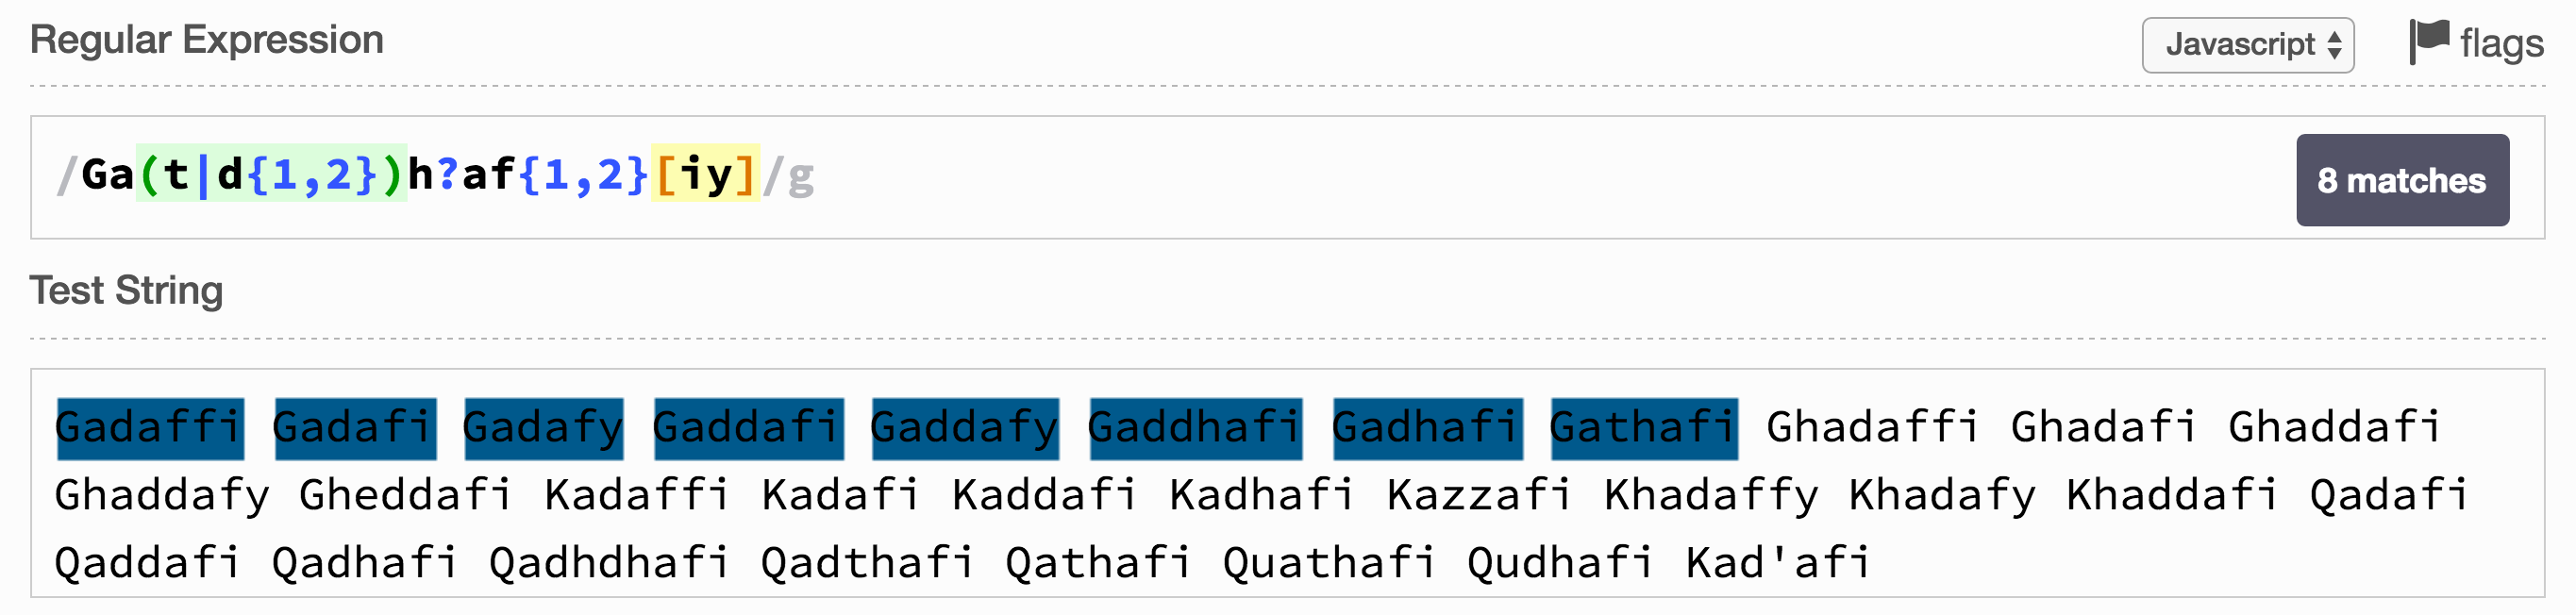 Regular Expression
Javascript flags
/Ga(t|d{1,2})h?af{1,2}[iy]/g
8 matches
Test String
Gadaffi Gadafi Gadafy Gaddafi Gaddafy Gaddhafi Gadhafi Gathafi Ghadaffi Ghadafi Ghaddafi
Ghaddafy Gheddafi Kadaffi Kadafi Kaddafi Kadhafi Kazzafi Khadaffy Khadafy Khaddafi Qadafi
Qaddafi Qadhafi Qadhdhafi Qadthafi Qathafi Quathafi Qudhafi Kad'afi